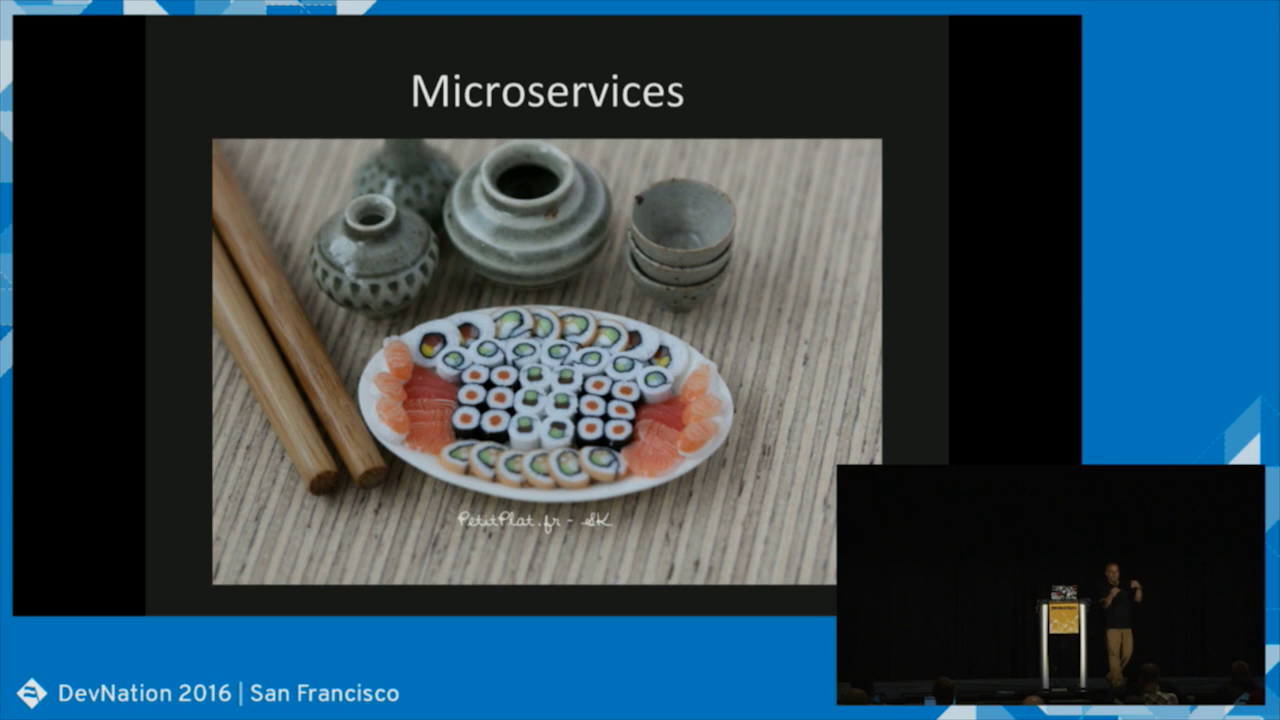 Microservices
PetitPlat.fr - SK
DevNation 2016 | San Francisco